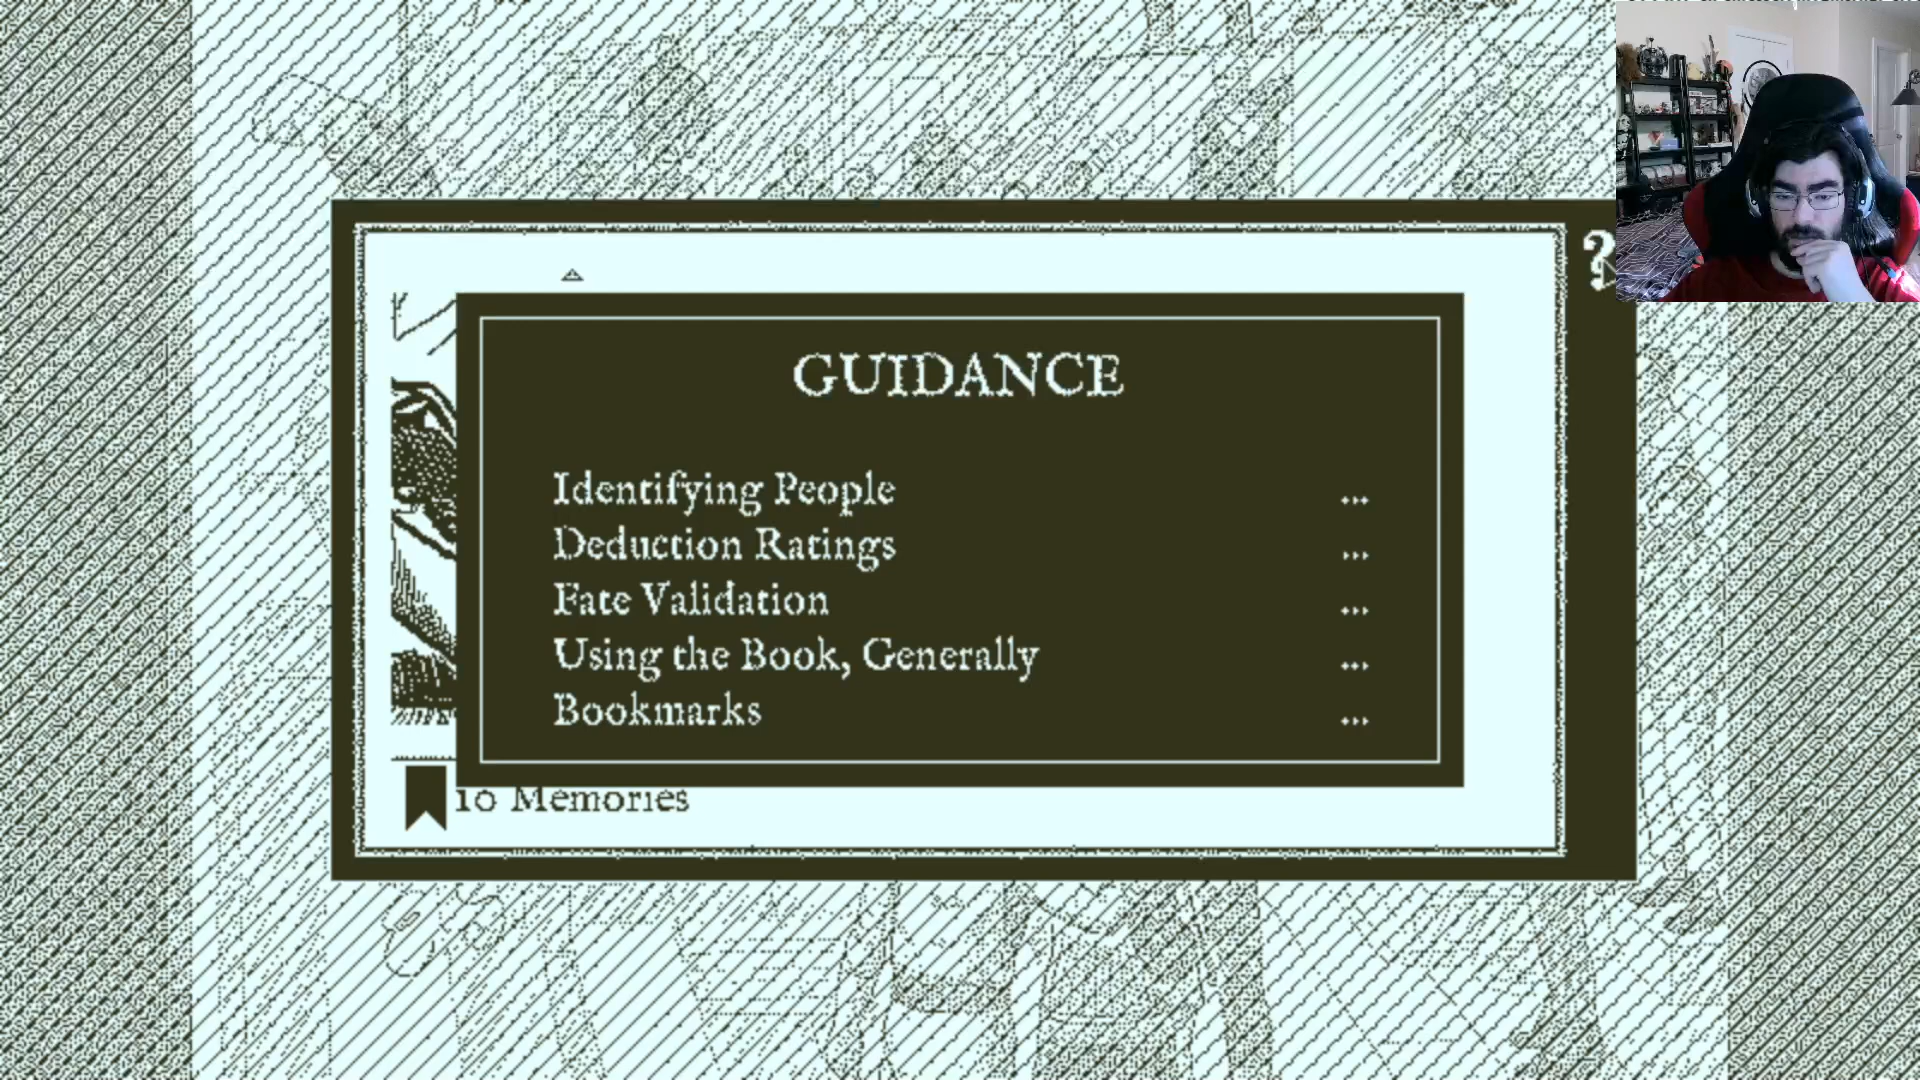 ?
GUIDANCE
Identifying People ...
Deduction Ratings ...
Fate Validation ...
Using the Book, Generally ...
Bookmarks ...
10 Memories